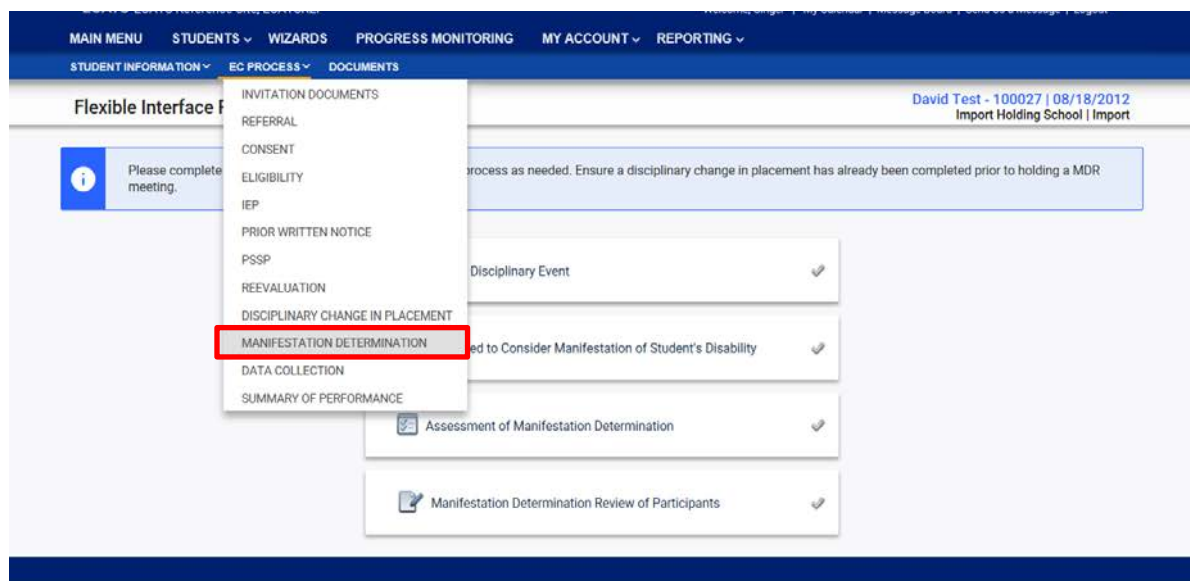 MAIN MENU STUDENTS WIZARDS PROGRESS MONITORING MY ACCOUNT REPORTING
STUDENT INFORMATION EC PROCESS DOCUMENTS
INVITATION DOCUMENTS
REFERRAL
CONSENT
ELIGIBILITY
IEP
PRIOR WRITTEN NOTICE
PSSP
REEVALUATION
DISCIPLINARY CHANGE IN PLACEMENT
MANIFESTATION DETERMINATION
DATA COLLECTION
SUMMARY OF PERFORMANCE
Flexible Interface
David Test - 100027 | 08/18/2012
Import Holding School | Import
Please complete process as needed. Ensure a disciplinary change in placement has already been completed prior to holding a MDR
meeting.
Disciplinary Event
to Consider Manifestation of Student's Disability
Assessment of Manifestation Determination
Manifestation Determination Review of Participants